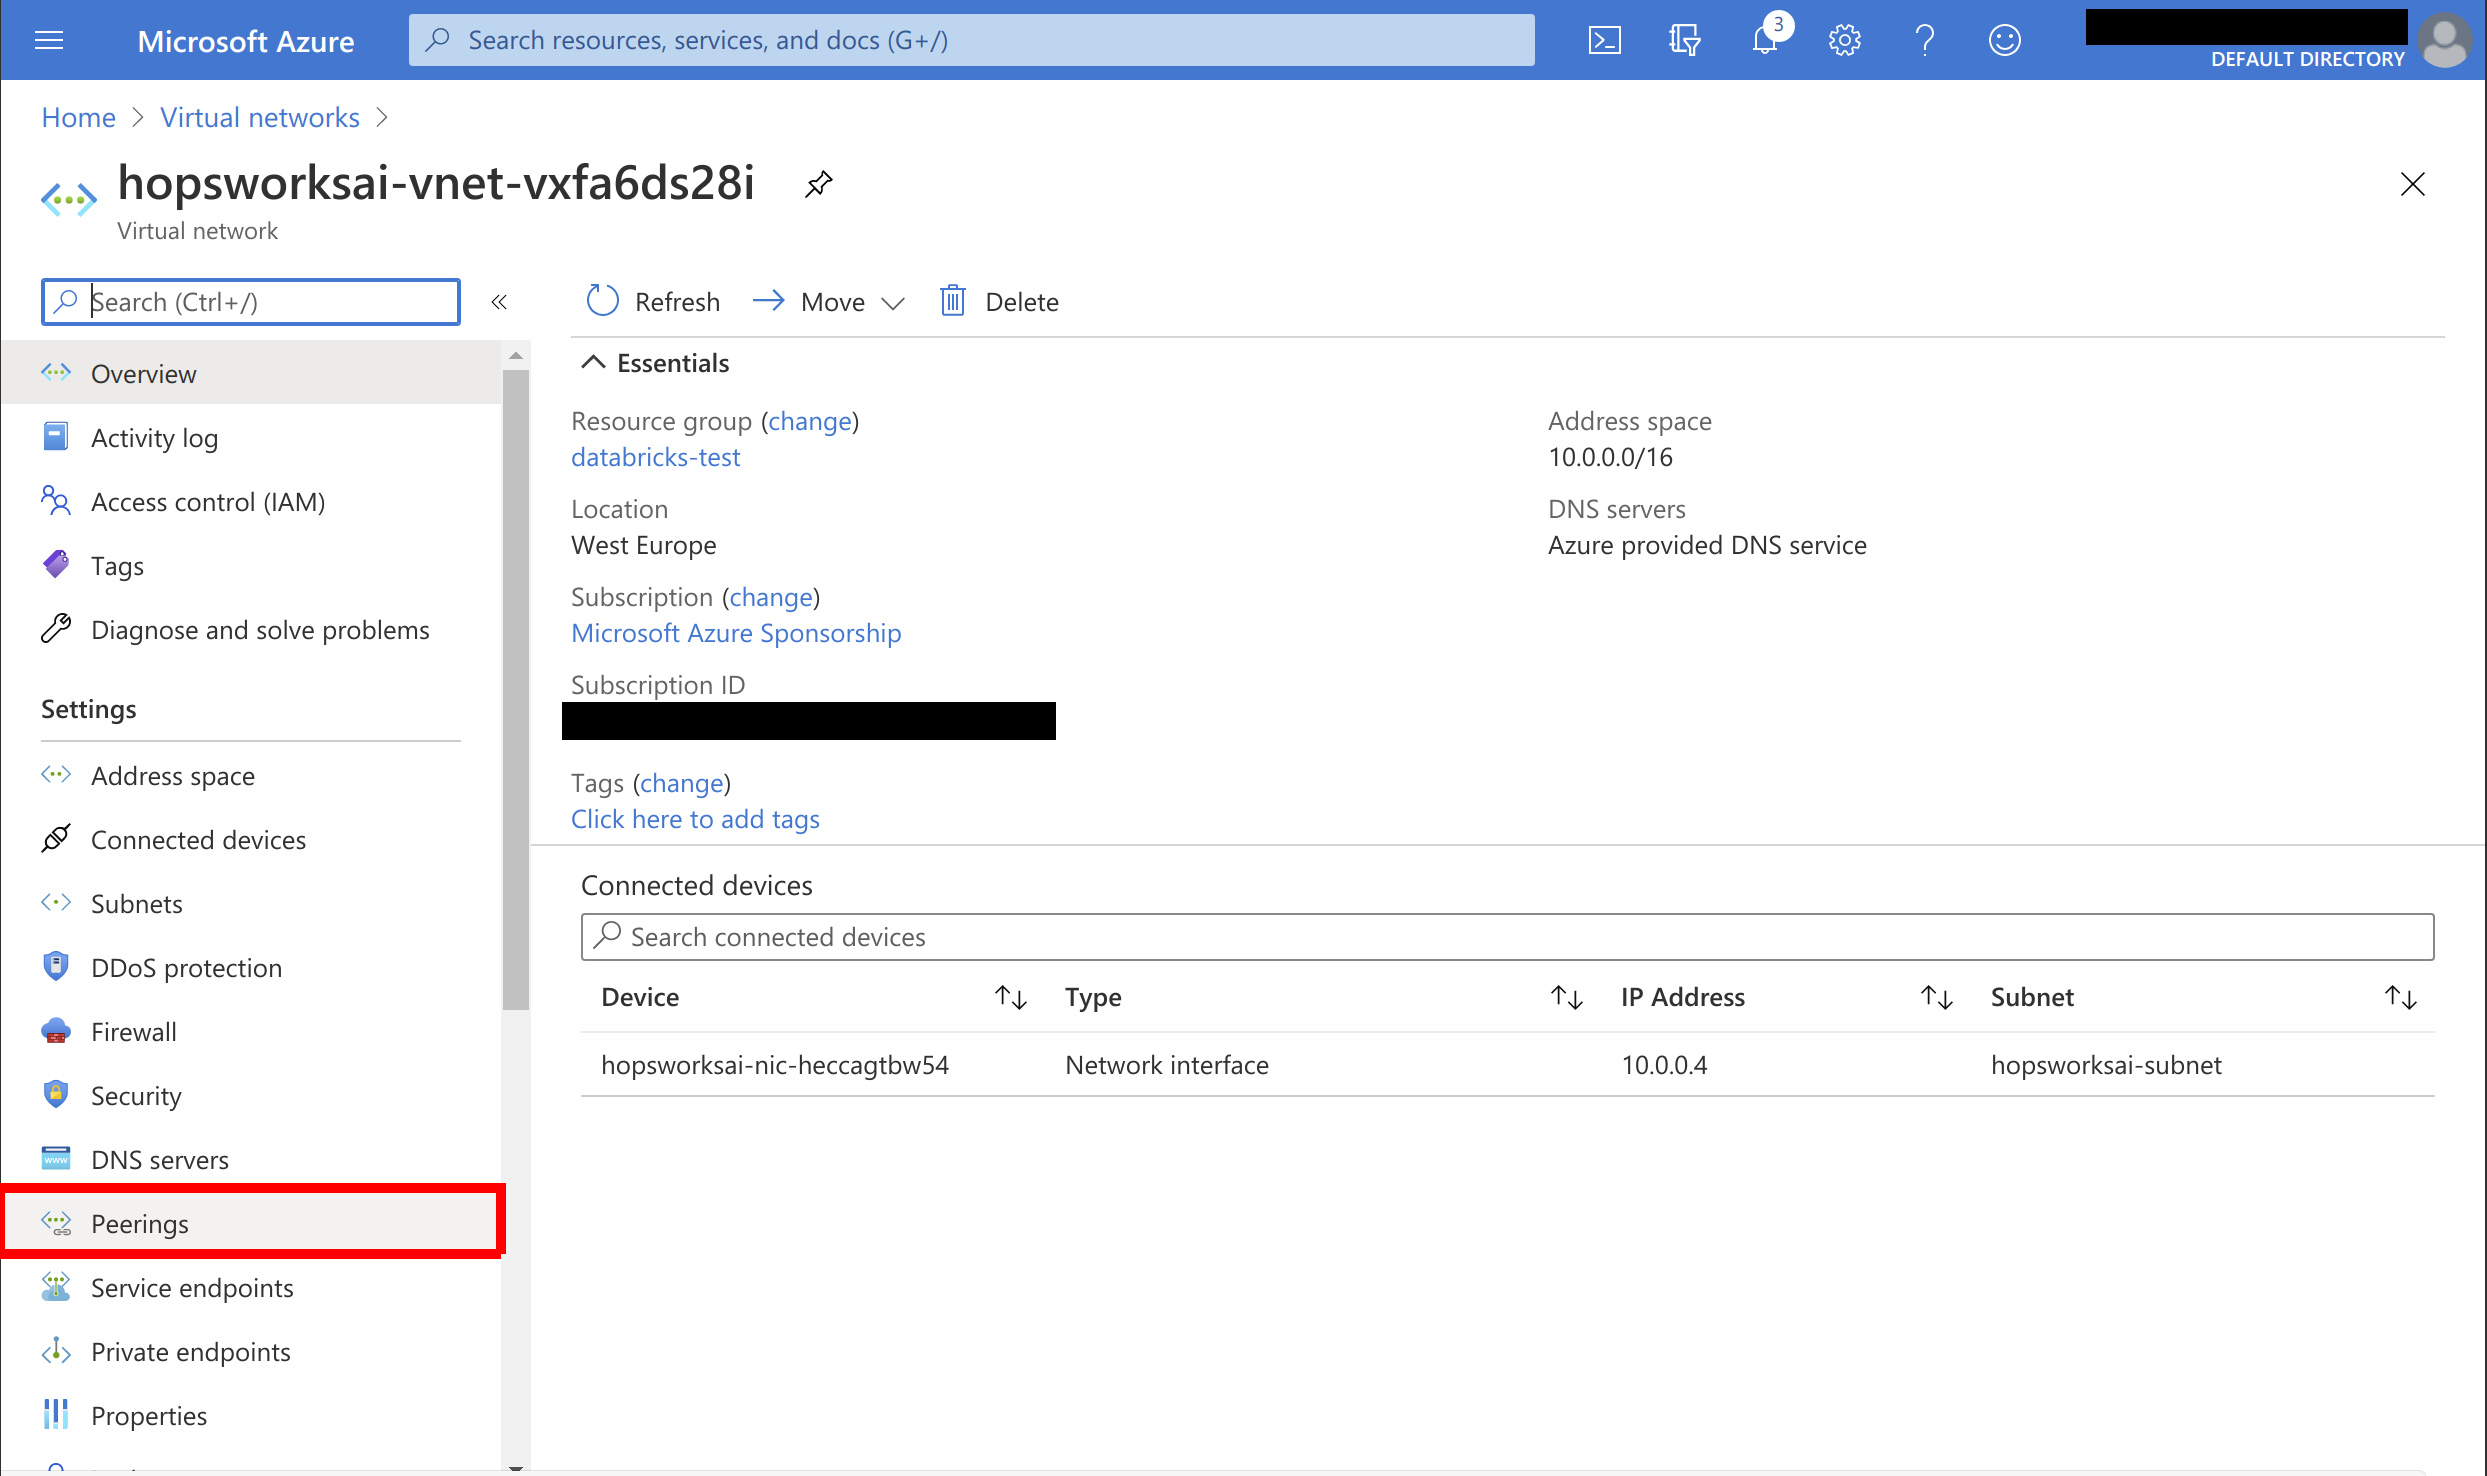 Microsoft Azure
Search resources, services, and docs (G+/)
3
DEFAULT DIRECTORY
Home > Virtual networks >
hopsworksai-vnet-vxfa6ds28i
Virtual network
Search (Ctrl+/)
«
Refresh
Move
Delete
Overview
Activity log
Access control (IAM)
Tags
Diagnose and solve problems
Settings
Address space
Connected devices
Subnets
DDoS protection
Firewall
Security
DNS servers
Peerings
Service endpoints
Private endpoints
Properties
Essentials
Resource group (change)
databricks-test
Location
West Europe
Subscription (change)
Microsoft Azure Sponsorship
Subscription ID
Tags (change)
Click here to add tags
Address space
10.0.0.0/16
DNS servers
Azure provided DNS service
Connected devices
Search connected devices
Device Type IP Address Subnet
hopsworksai-nic-heccagtbw54 Network interface 10.0.0.4 hopsworksai-subnet